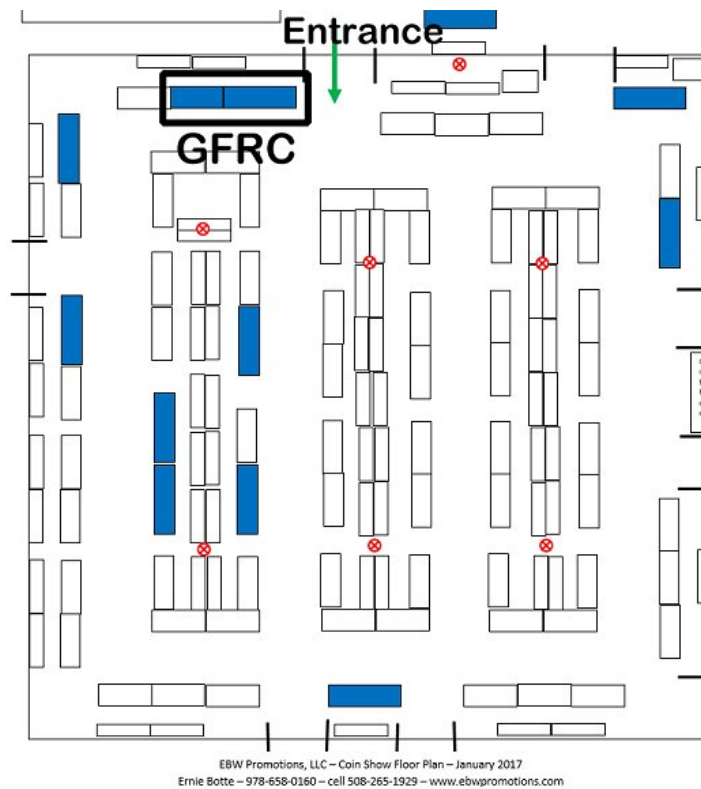 Entrance
GFRC
EBW Promotions, LLC – Coin Show Floor Plan – January 2017
Ernie Botte – 978-658-0160 – cell 508-265-1929 – www.ebwpromotions.com